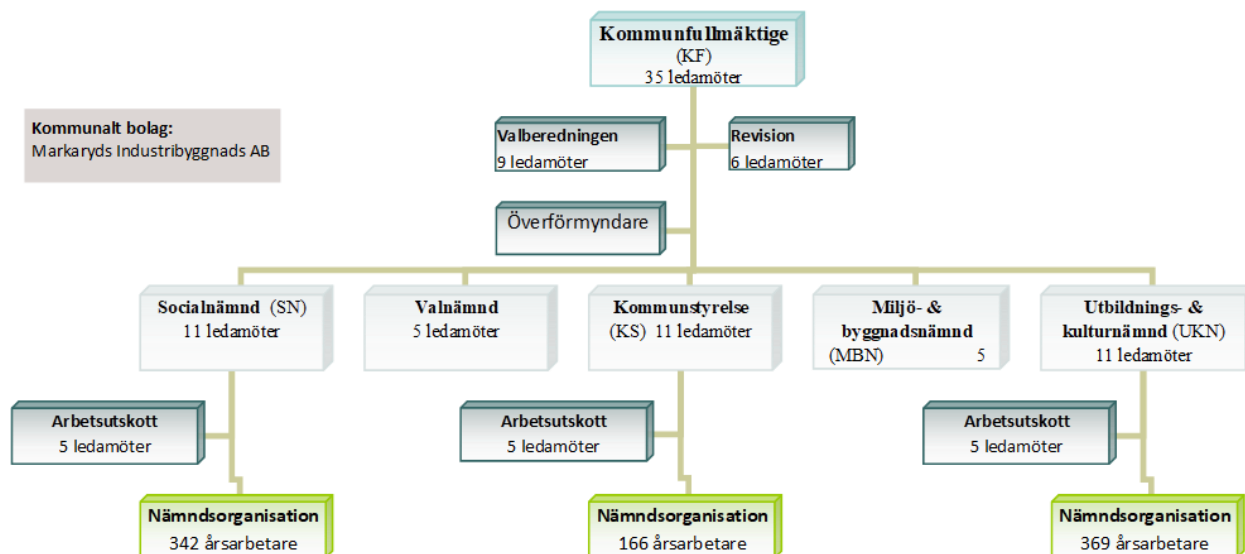 Kommunfullmäktige
(KF)
35 ledamöter
Kommunalt bolag:
Markaryds Industribyggnads AB
Valberedningen
9 ledamöter
Revision
6 ledamöter
Överförmyndare
Socialnämnd (SN)
11 ledamöter
Valnämnd
5 ledamöter
Kommunstyrelse
(KS) 11 ledamöter
Miljö- &
byggnadsnämnd
(MBN) 5
Utbildnings- &
kulturnämnd (UKN)
11 ledamöter
Arbetsutskott
5 ledamöter
Arbetsutskott
5 ledamöter
Arbetsutskott
5 ledamöter
Nämndsorganisation
342 årsarbetare
Nämndsorganisation
166 årsarbetare
Nämndsorganisation
369 årsarbetare